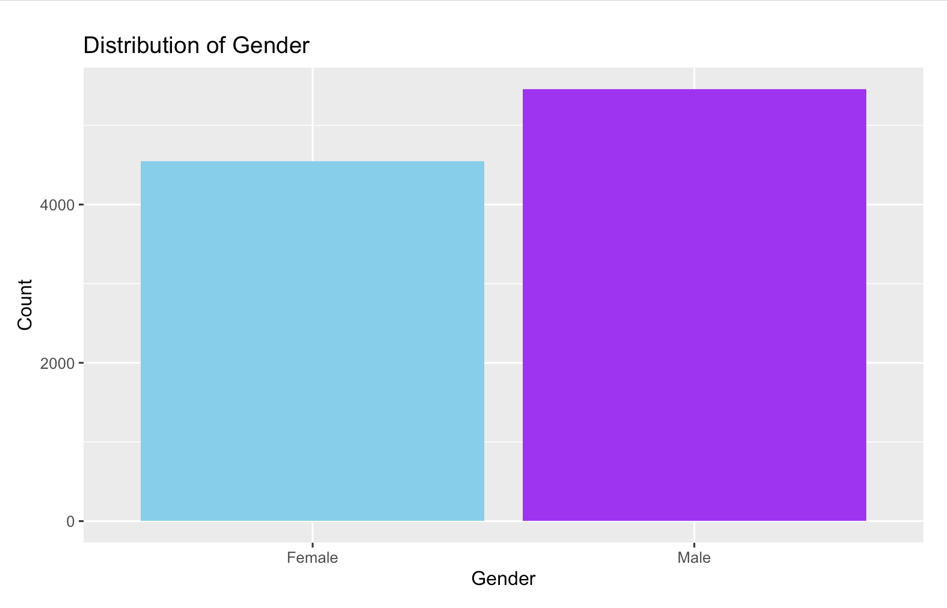 Distribution of Gender
4000
2000
0
Count
Female
Male
Gender